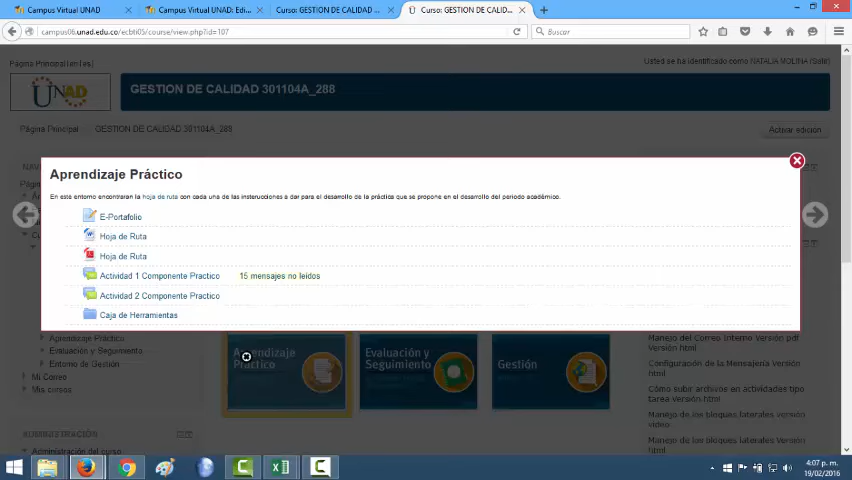 Campus Virtual UNAD
Campus Virtual UNAD: Edi...
Curso: GESTION DE CALIDAD ...
Curso: GESTION DE CALID...
campus06.unad.edu.co/ecbti05/course/view.php?id=107
Buscar
Página Principal
Usted se ha identificado como NATALIA MOLINA (Salir)
UNAD
GESTION DE CALIDAD 301104A_288
Página Principal
GESTION DE CALIDAD 301104A_288
Activar edición
Aprendizaje Práctico
En este entorno encontraran la hoja de ruta con cada una de las instrucciones a dar para el desarrollo de la práctica que se propone en el desarrollo del periodo académico.
E-Portafolio
Hoja de Ruta
Hoja de Ruta
Actividad 1 Componente Practico
15 mensajes no leidos
Actividad 2 Componente Practico
Caja de Herramientas
Aprendizaje Práctico
Evaluación y Seguimiento
Entorno de Gestión
Mi Correo
Mis cursos
Administración del curso
Aprendizaje
Práctico
Evaluación y
Seguimiento
Gestión
Manejo del Correo Interno Versión pdf
Versión html
Configuración de la Mensajería Versión
html
Cómo subir archivos en actividades tipo
tarea Versión html
Manejo de los bloques laterales versión
video
Manejo de los bloques laterales
versión html
4:07 p. m.
19/02/2016